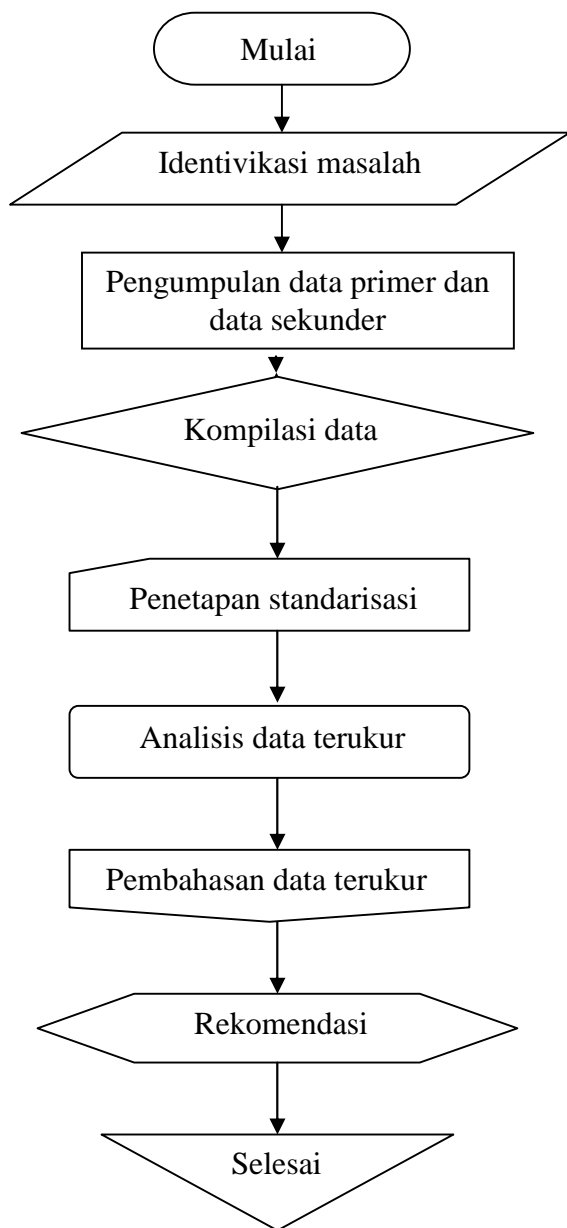 Mulai
Identivikasi masalah
Pengumpulan data primer dan
data sekunder
Kompilasi data
Penetapan standarisasi
Analisis data terukur
Pembahasan data terukur
Rekomendasi
Selesai